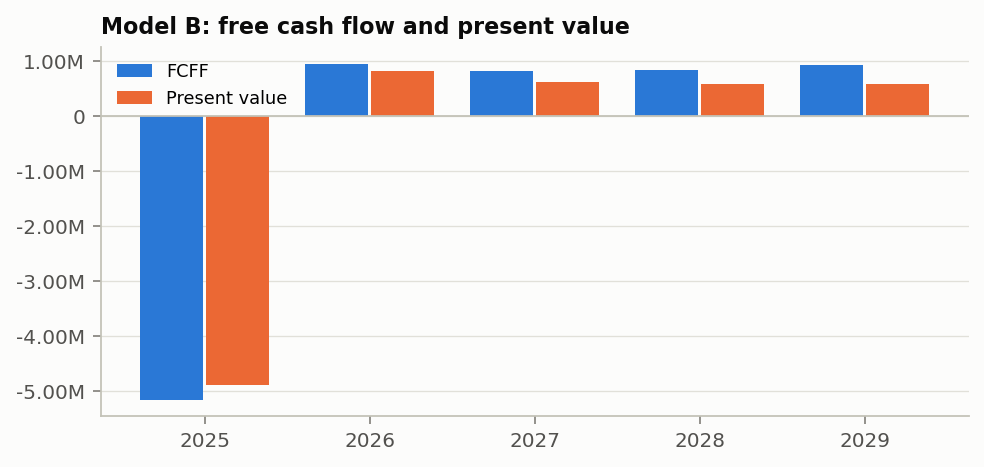 Model B: free cash flow and present value
1.00M
FCFF
Present value
0
-1.00M
-2.00M
-3.00M
-4.00M
-5.00M
2025 2026 2027 2028 2029